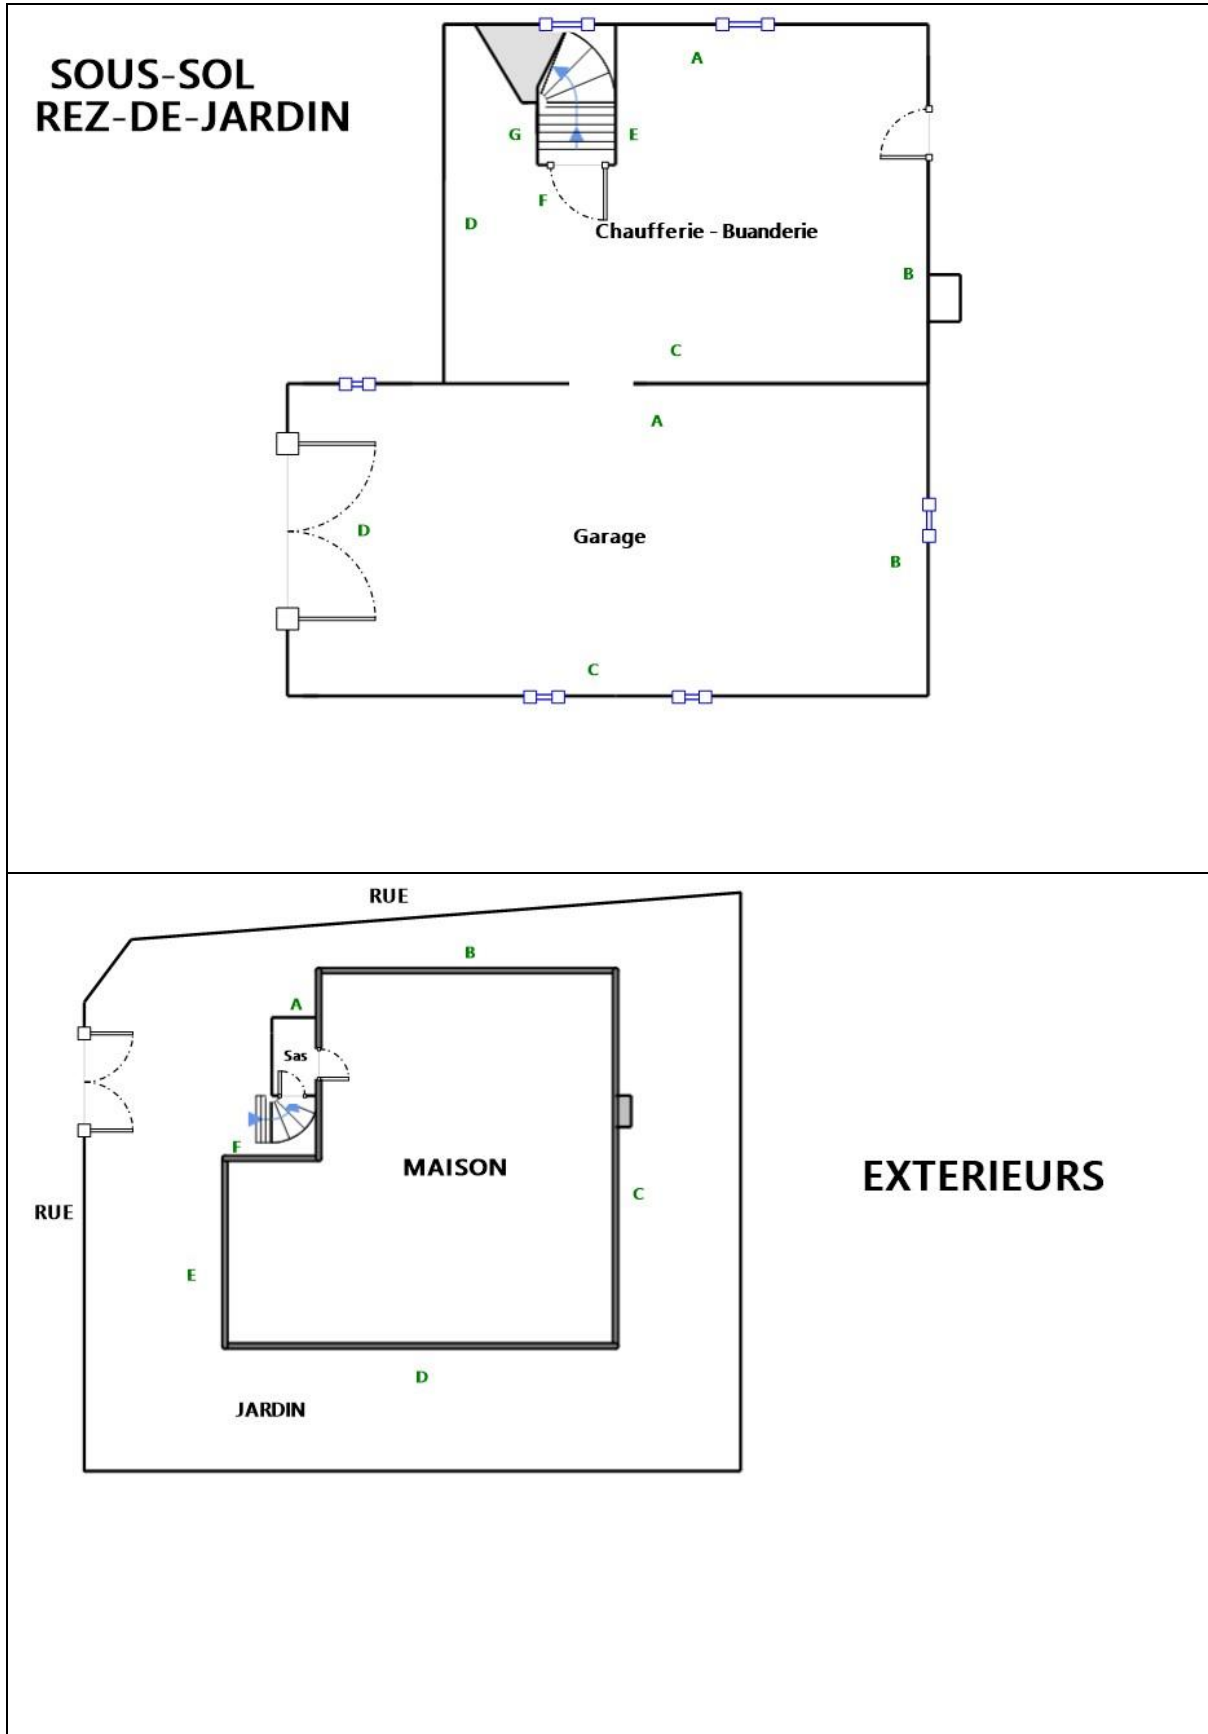 SOUS-SOL
REZ-DE-JARDIN
A
G
E
F
D
Chaufferie - Buanderie
B
C
A
D
Garage
B
C
RUE
B
A
Sas
F
MAISON
EXTERIEURS
C
RUE
E
D
JARDIN